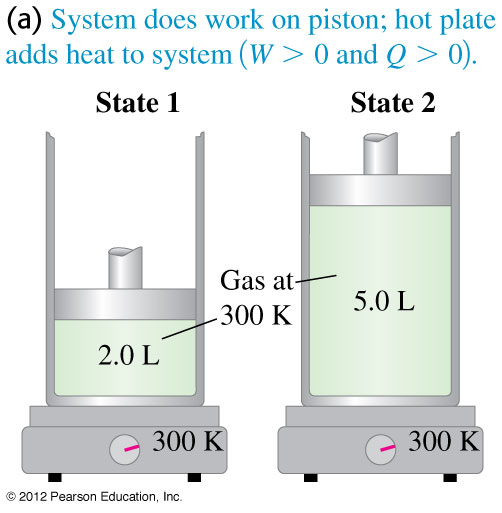 (a) System does work on piston; hot plate
adds heat to system (W > 0 and Q > 0).
State 1
State 2
Gas at
300 K
2.0 L
5.0 L
300 K
300 K
© 2012 Pearson Education, Inc.